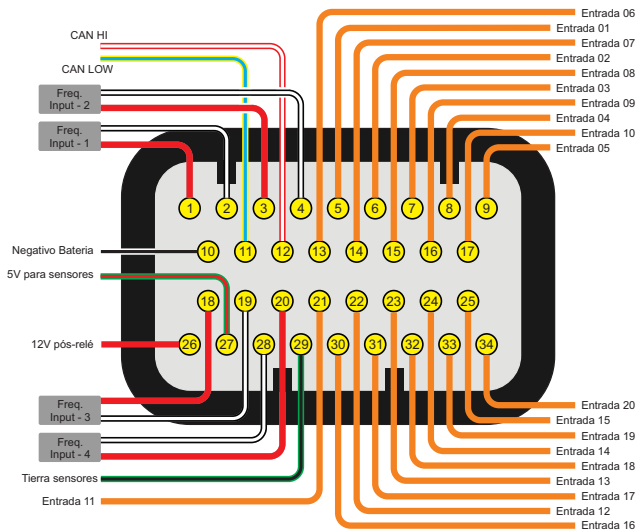 Entrada 06
Entrada 01
CAN HI
Entrada 07
Entrada 02
CAN LOW
Entrada 08
Entrada 03
Freq.
Input - 2
Entrada 09
Entrada 04
Freq.
Input - 1
Entrada 10
Entrada 05
1 2 3 4 5 6 7 8 9
Negativo Bateria
10 11 12 13 14 15 16 17
5V para sensores
18 19 20 21 22 23 24 25
12V pós-relé
26 27 28 29 30 31 32 33 34
Freq.
Input - 3
Entrada 20
Entrada 15
Freq.
Input - 4
Entrada 19
Entrada 14
Entrada 18
Tierra sensores
Entrada 13
Entrada 17
Entrada 11
Entrada 12
Entrada 16